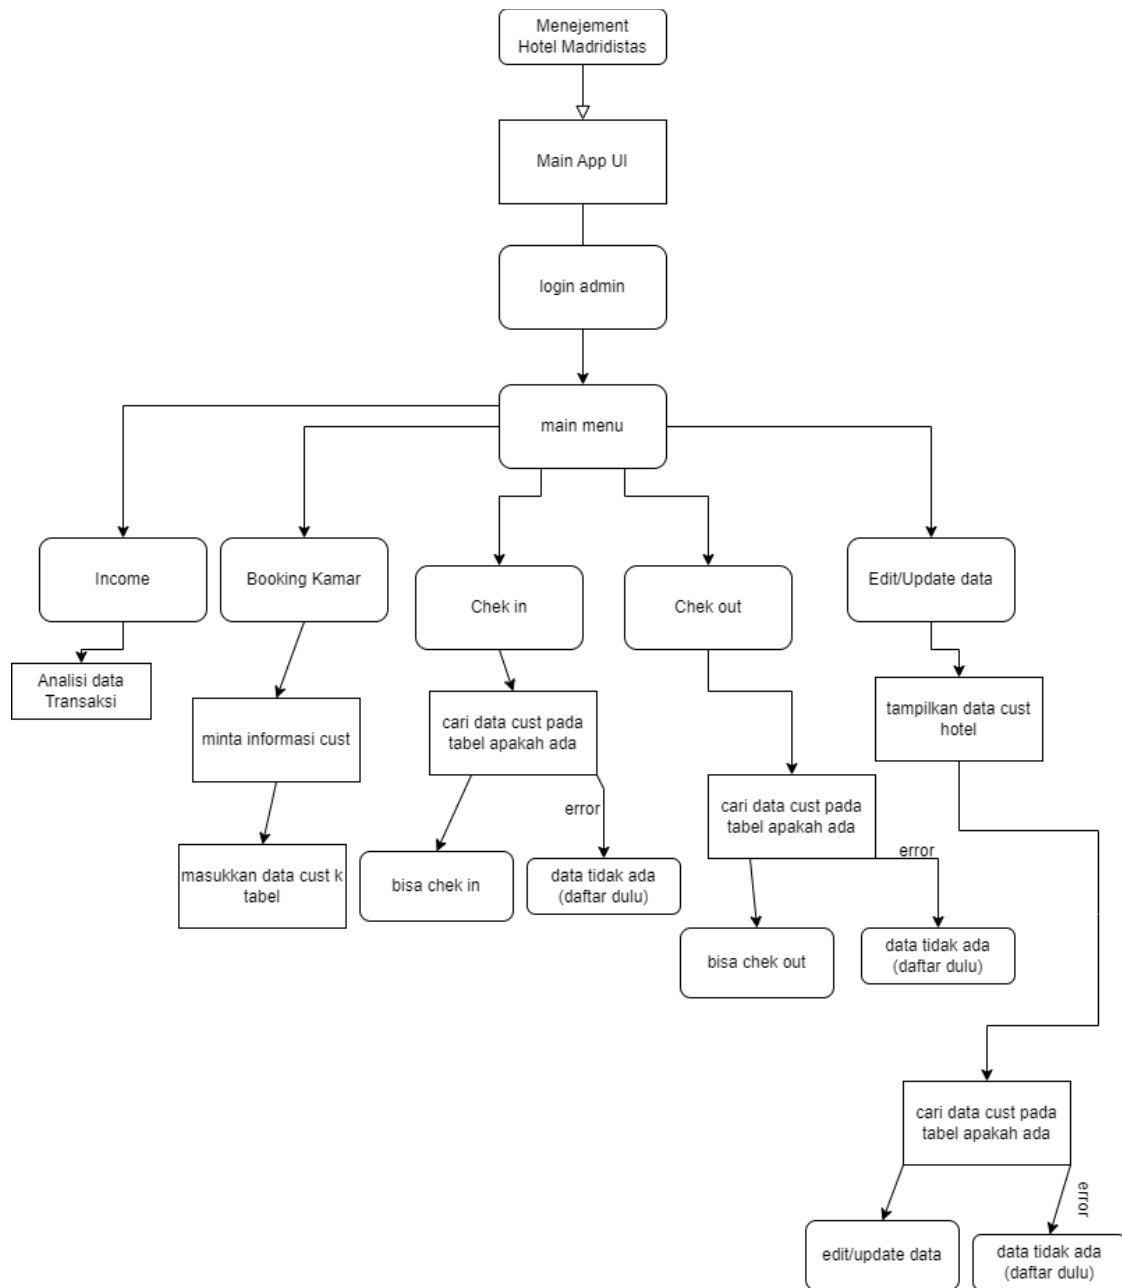 Menejement
Hotel Madridistas
Main App UI
login admin
main menu
Income
Booking Kamar
Chek in
Chek out
Edit/Update data
Analisi data
Transaksi
minta informasi cust
cari data cust pada
tabel apakah ada
tampilkan data cust
hotel
error
cari data cust pada
tabel apakah ada
error
masukkan data cust k
tabel
bisa chek in
data tidak ada
(daftar dulu)
bisa chek out
data tidak ada
(daftar dulu)
cari data cust pada
tabel apakah ada
error
edit/update data
data tidak ada
(daftar dulu)